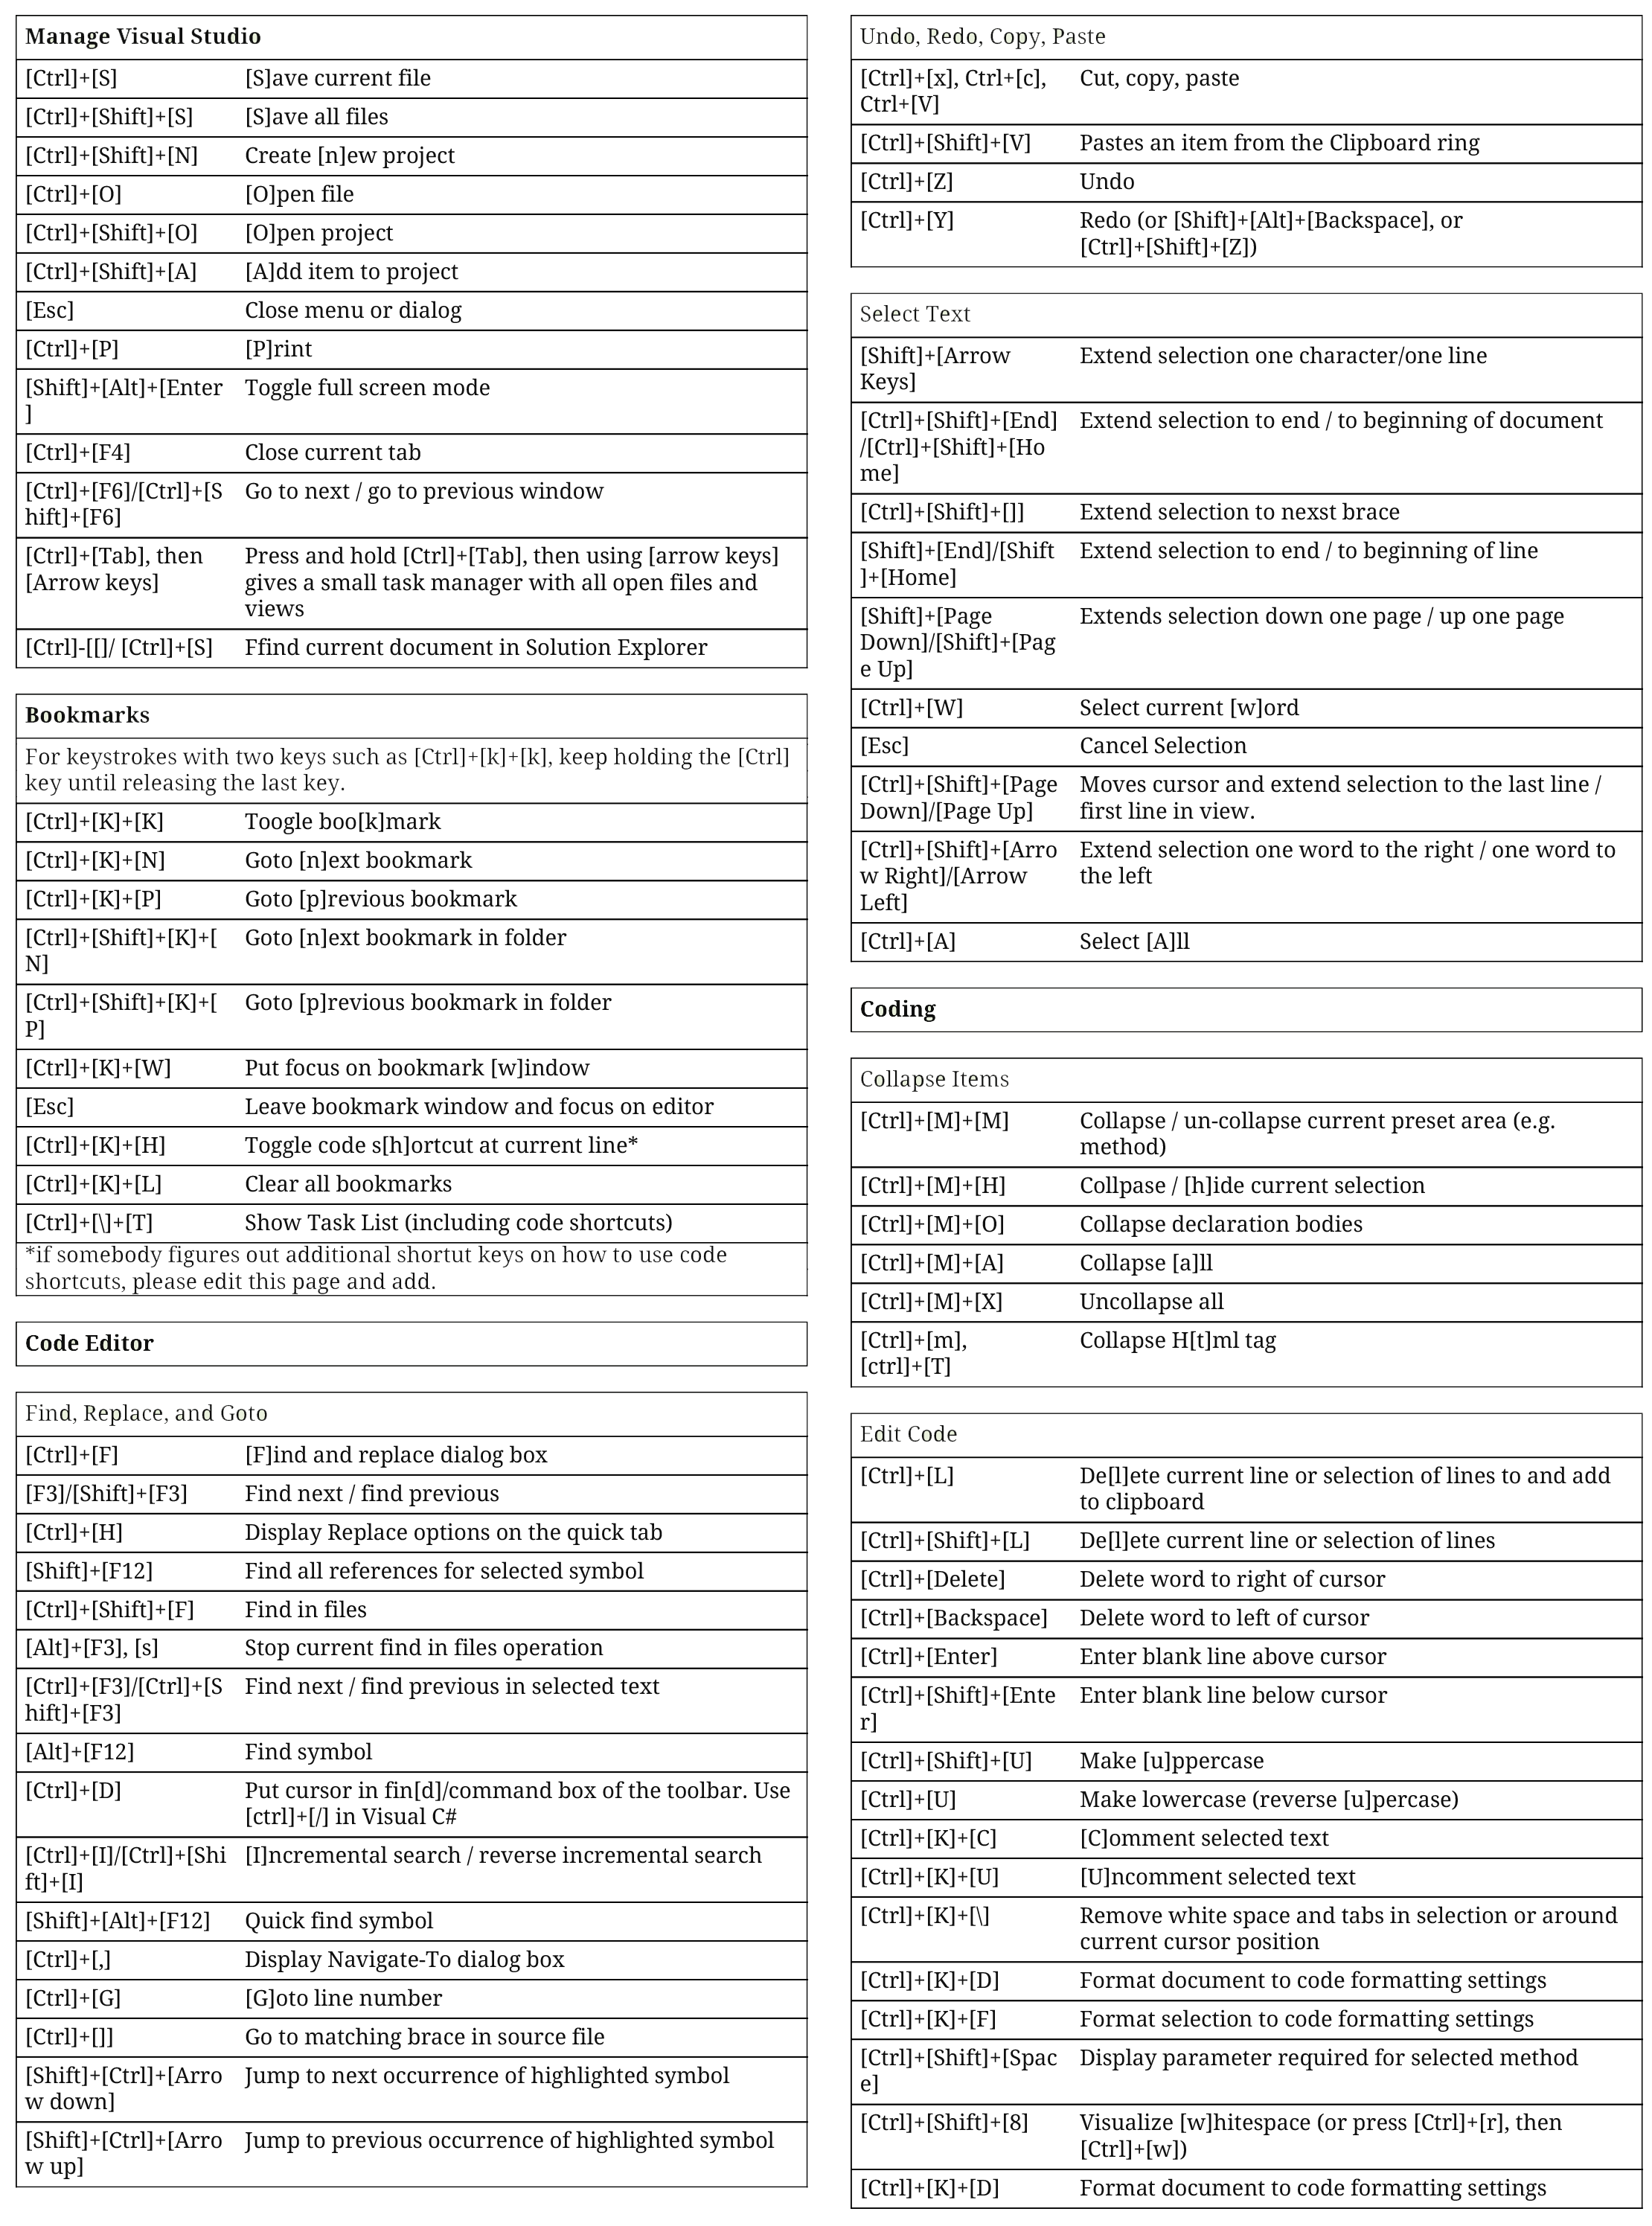 Manage Visual Studio
[Ctrl]+[S] [S]ave current file
[Ctrl]+[Shift]+[S] [S]ave all files
[Ctrl]+[Shift]+[N] Create [n]ew project
[Ctrl]+[O] [O]pen file
[Ctrl]+[Shift]+[O] [O]pen project
[Ctrl]+[Shift]+[A] [A]dd item to project
[Esc] Close menu or dialog
[Ctrl]+[P] [P]rint
[Shift]+[Alt]+[Enter Toggle full screen mode
]
[Ctrl]+[F4] Close current tab
[Ctrl]+[F6]/[Ctrl]+[S Go to next / go to previous window
hift]+[F6]
[Ctrl]+[Tab], then Press and hold [Ctrl]+[Tab], then using [arrow keys]
[Arrow keys] gives a small task manager with all open files and
views
[Ctrl]-[[]/ [Ctrl]+[S] Ffind current document in Solution Explorer
Bookmarks
For keystrokes with two keys such as [Ctrl]+[k]+[k], keep holding the [Ctrl]
key until releasing the last key.
[Ctrl]+[K]+[K] Toogle boo[k]mark
[Ctrl]+[K]+[N] Goto [n]ext bookmark
[Ctrl]+[K]+[P] Goto [p]revious bookmark
[Ctrl]+[Shift]+[K]+[ Goto [n]ext bookmark in folder
N]
[Ctrl]+[Shift]+[K]+[ Goto [p]revious bookmark in folder
P]
[Ctrl]+[K]+[W] Put focus on bookmark [w]indow
[Esc] Leave bookmark window and focus on editor
[Ctrl]+[K]+[H] Toggle code s[h]ortcut at current line*
[Ctrl]+[K]+[L] Clear all bookmarks
[Ctrl]+[\]+[T] Show Task List (including code shortcuts)
*if somebody figures out additional shortut keys on how to use code
shortcuts, please edit this page and add.
Code Editor
Find, Replace, and Goto
[Ctrl]+[F] [F]ind and replace dialog box
[F3]/[Shift]+[F3] Find next / find previous
[Ctrl]+[H] Display Replace options on the quick tab
[Shift]+[F12] Find all references for selected symbol
[Ctrl]+[Shift]+[F] Find in files
[Alt]+[F3], [s] Stop current find in files operation
[Ctrl]+[F3]/[Ctrl]+[S Find next / find previous in selected text
hift]+[F3]
[Alt]+[F12] Find symbol
[Ctrl]+[D] Put cursor in fin[d]/command box of the toolbar. Use
[ctrl]+[/] in Visual C#
[Ctrl]+[I]/[Ctrl]+[Shi [I]ncremental search / reverse incremental search
ft]+[I]
[Shift]+[Alt]+[F12] Quick find symbol
[Ctrl]+[,] Display Navigate-To dialog box
[Ctrl]+[G] [G]oto line number
[Ctrl]+[]] Go to matching brace in source file
[Shift]+[Ctrl]+[Arro Jump to next occurrence of highlighted symbol
w down]
[Shift]+[Ctrl]+[Arro Jump to previous occurrence of highlighted symbol
w up]
Undo, Redo, Copy, Paste
[Ctrl]+[x], Ctrl+[c], Cut, copy, paste
Ctrl+[V]
[Ctrl]+[Shift]+[V] Pastes an item from the Clipboard ring
[Ctrl]+[Z] Undo
[Ctrl]+[Y] Redo (or [Shift]+[Alt]+[Backspace], or
[Ctrl]+[Shift]+[Z])
Select Text
[Shift]+[Arrow Extend selection one character/one line
Keys]
[Ctrl]+[Shift]+[End] Extend selection to end / to beginning of document
/[Ctrl]+[Shift]+[Ho
me]
[Ctrl]+[Shift]+[]] Extend selection to nexst brace
[Shift]+[End]/[Shift Extend selection to end / to beginning of line
]+[Home]
[Shift]+[Page Extends selection down one page / up one page
Down]/[Shift]+[Pag
e Up]
[Ctrl]+[W] Select current [w]ord
[Esc] Cancel Selection
[Ctrl]+[Shift]+[Page Moves cursor and extend selection to the last line /
Down]/[Page Up] first line in view.
[Ctrl]+[Shift]+[Arro Extend selection one word to the right / one word to
w Right]/[Arrow the left
Left]
[Ctrl]+[A] Select [A]ll
Coding
Collapse Items
[Ctrl]+[M]+[M] Collapse / un-collapse current preset area (e.g.
method)
[Ctrl]+[M]+[H] Collpase / [h]ide current selection
[Ctrl]+[M]+[O] Collapse declaration bodies
[Ctrl]+[M]+[A] Collapse [a]ll
[Ctrl]+[M]+[X] Uncollapse all
[Ctrl]+[m], Collapse H[t]ml tag
[ctrl]+[T]
Edit Code
[Ctrl]+[L] De[l]ete current line or selection of lines to and add
to clipboard
[Ctrl]+[Shift]+[L] De[l]ete current line or selection of lines
[Ctrl]+[Delete] Delete word to right of cursor
[Ctrl]+[Backspace] Delete word to left of cursor
[Ctrl]+[Enter] Enter blank line above cursor
[Ctrl]+[Shift]+[Ente Enter blank line below cursor
r]
[Ctrl]+[Shift]+[U] Make [u]ppercase
[Ctrl]+[U] Make lowercase (reverse [u]percase)
[Ctrl]+[K]+[C] [C]omment selected text
[Ctrl]+[K]+[U] [U]ncomment selected text
[Ctrl]+[K]+[\] Remove white space and tabs in selection or around
current cursor position
[Ctrl]+[K]+[D] Format document to code formatting settings
[Ctrl]+[K]+[F] Format selection to code formatting settings
[Ctrl]+[Shift]+[Spac Display parameter required for selected method
e]
[Ctrl]+[Shift]+[8] Visualize [w]hitespace (or press [Ctrl]+[r], then
[Ctrl]+[w])
[Ctrl]+[K]+[D] Format document to code formatting settings